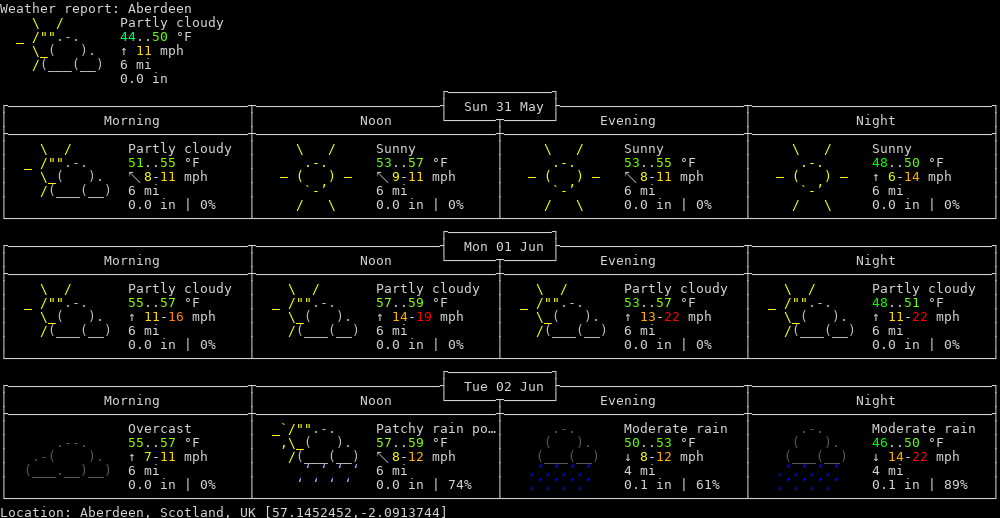 Weather report: Aberdeen
Partly cloudy
44..50 °F
↑ 11 mph
6 mi
0.0 in
Sun 31 May
Morning Noon Evening Night
Partly cloudy Sunny Sunny Sunny
51..55 °F 53..57 °F 53..55 °F 48..50 °F
↖ 8-11 mph ↖ 9-11 mph ↖ 8-11 mph ↑ 6-14 mph
6 mi 6 mi 6 mi 6 mi
0.0 in | 0% 0.0 in | 0% 0.0 in | 0% 0.0 in | 0%
Mon 01 Jun
Morning Noon Evening Night
Partly cloudy Partly cloudy Partly cloudy Partly cloudy
55..57 °F 57..59 °F 53..57 °F 48..51 °F
↑ 11-16 mph ↑ 14-19 mph ↑ 13-22 mph ↑ 11-22 mph
6 mi 6 mi 6 mi 6 mi
0.0 in | 0% 0.0 in | 0% 0.0 in | 0% 0.0 in | 0%
Tue 02 Jun
Morning Noon Evening Night
Overcast Patchy rain po… Moderate rain Moderate rain
55..57 °F 57..59 °F 50..53 °F 46..50 °F
↑ 7-11 mph ↖ 8-12 mph ↓ 8-12 mph ↓ 14-22 mph
6 mi 6 mi 4 mi 4 mi
0.0 in | 0% 0.0 in | 74% 0.1 in | 61% 0.1 in | 89%
Location: Aberdeen, Scotland, UK [57.1452452,-2.0913744]